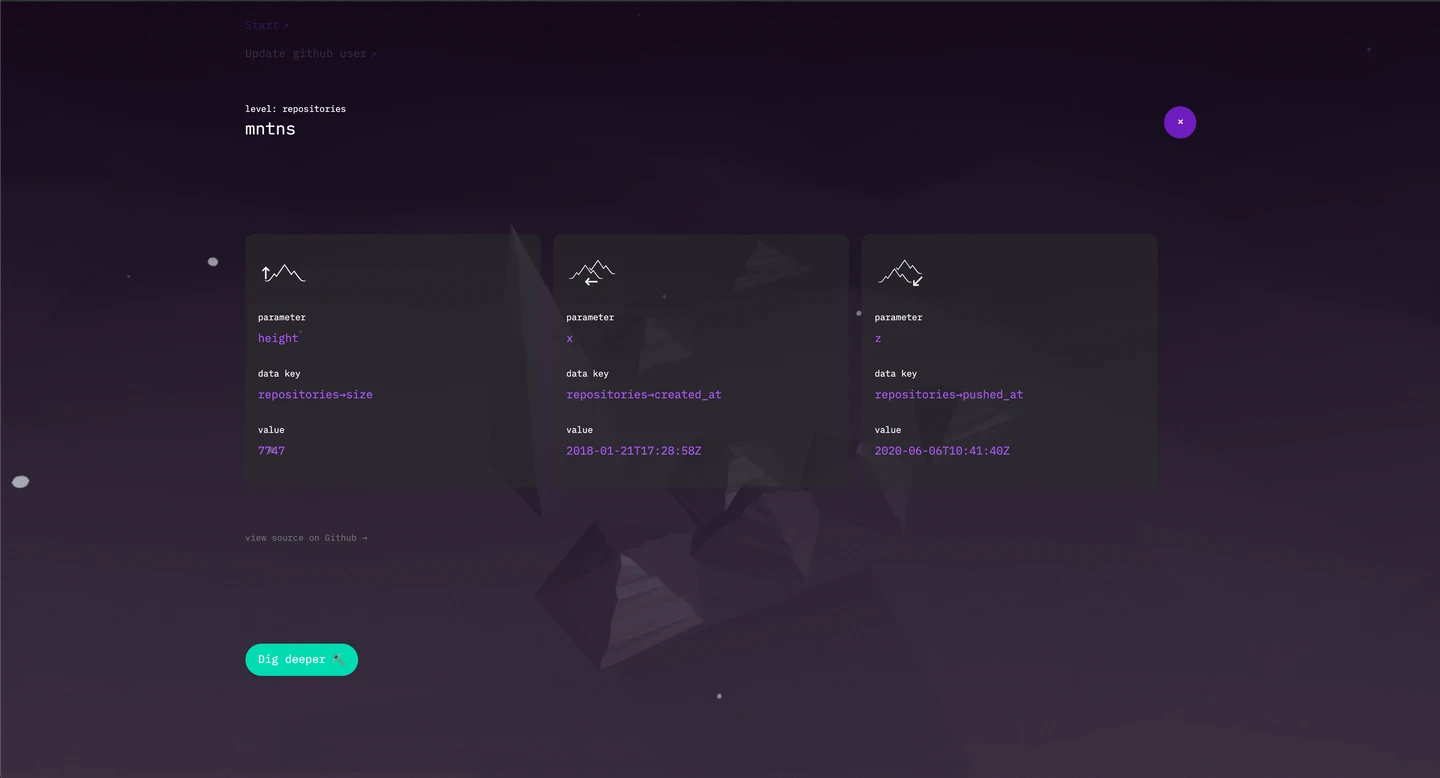 Start ↗
Update github user ↗
level: repositories
mntns
×
parameter
height
data key
repositories→size
value
7747
parameter
x
data key
repositories→created_at
value
2018-01-21T17:28:58Z
parameter
z
data key
repositories→pushed_at
value
2020-06-06T10:41:40Z
view source on Github →
Dig deeper